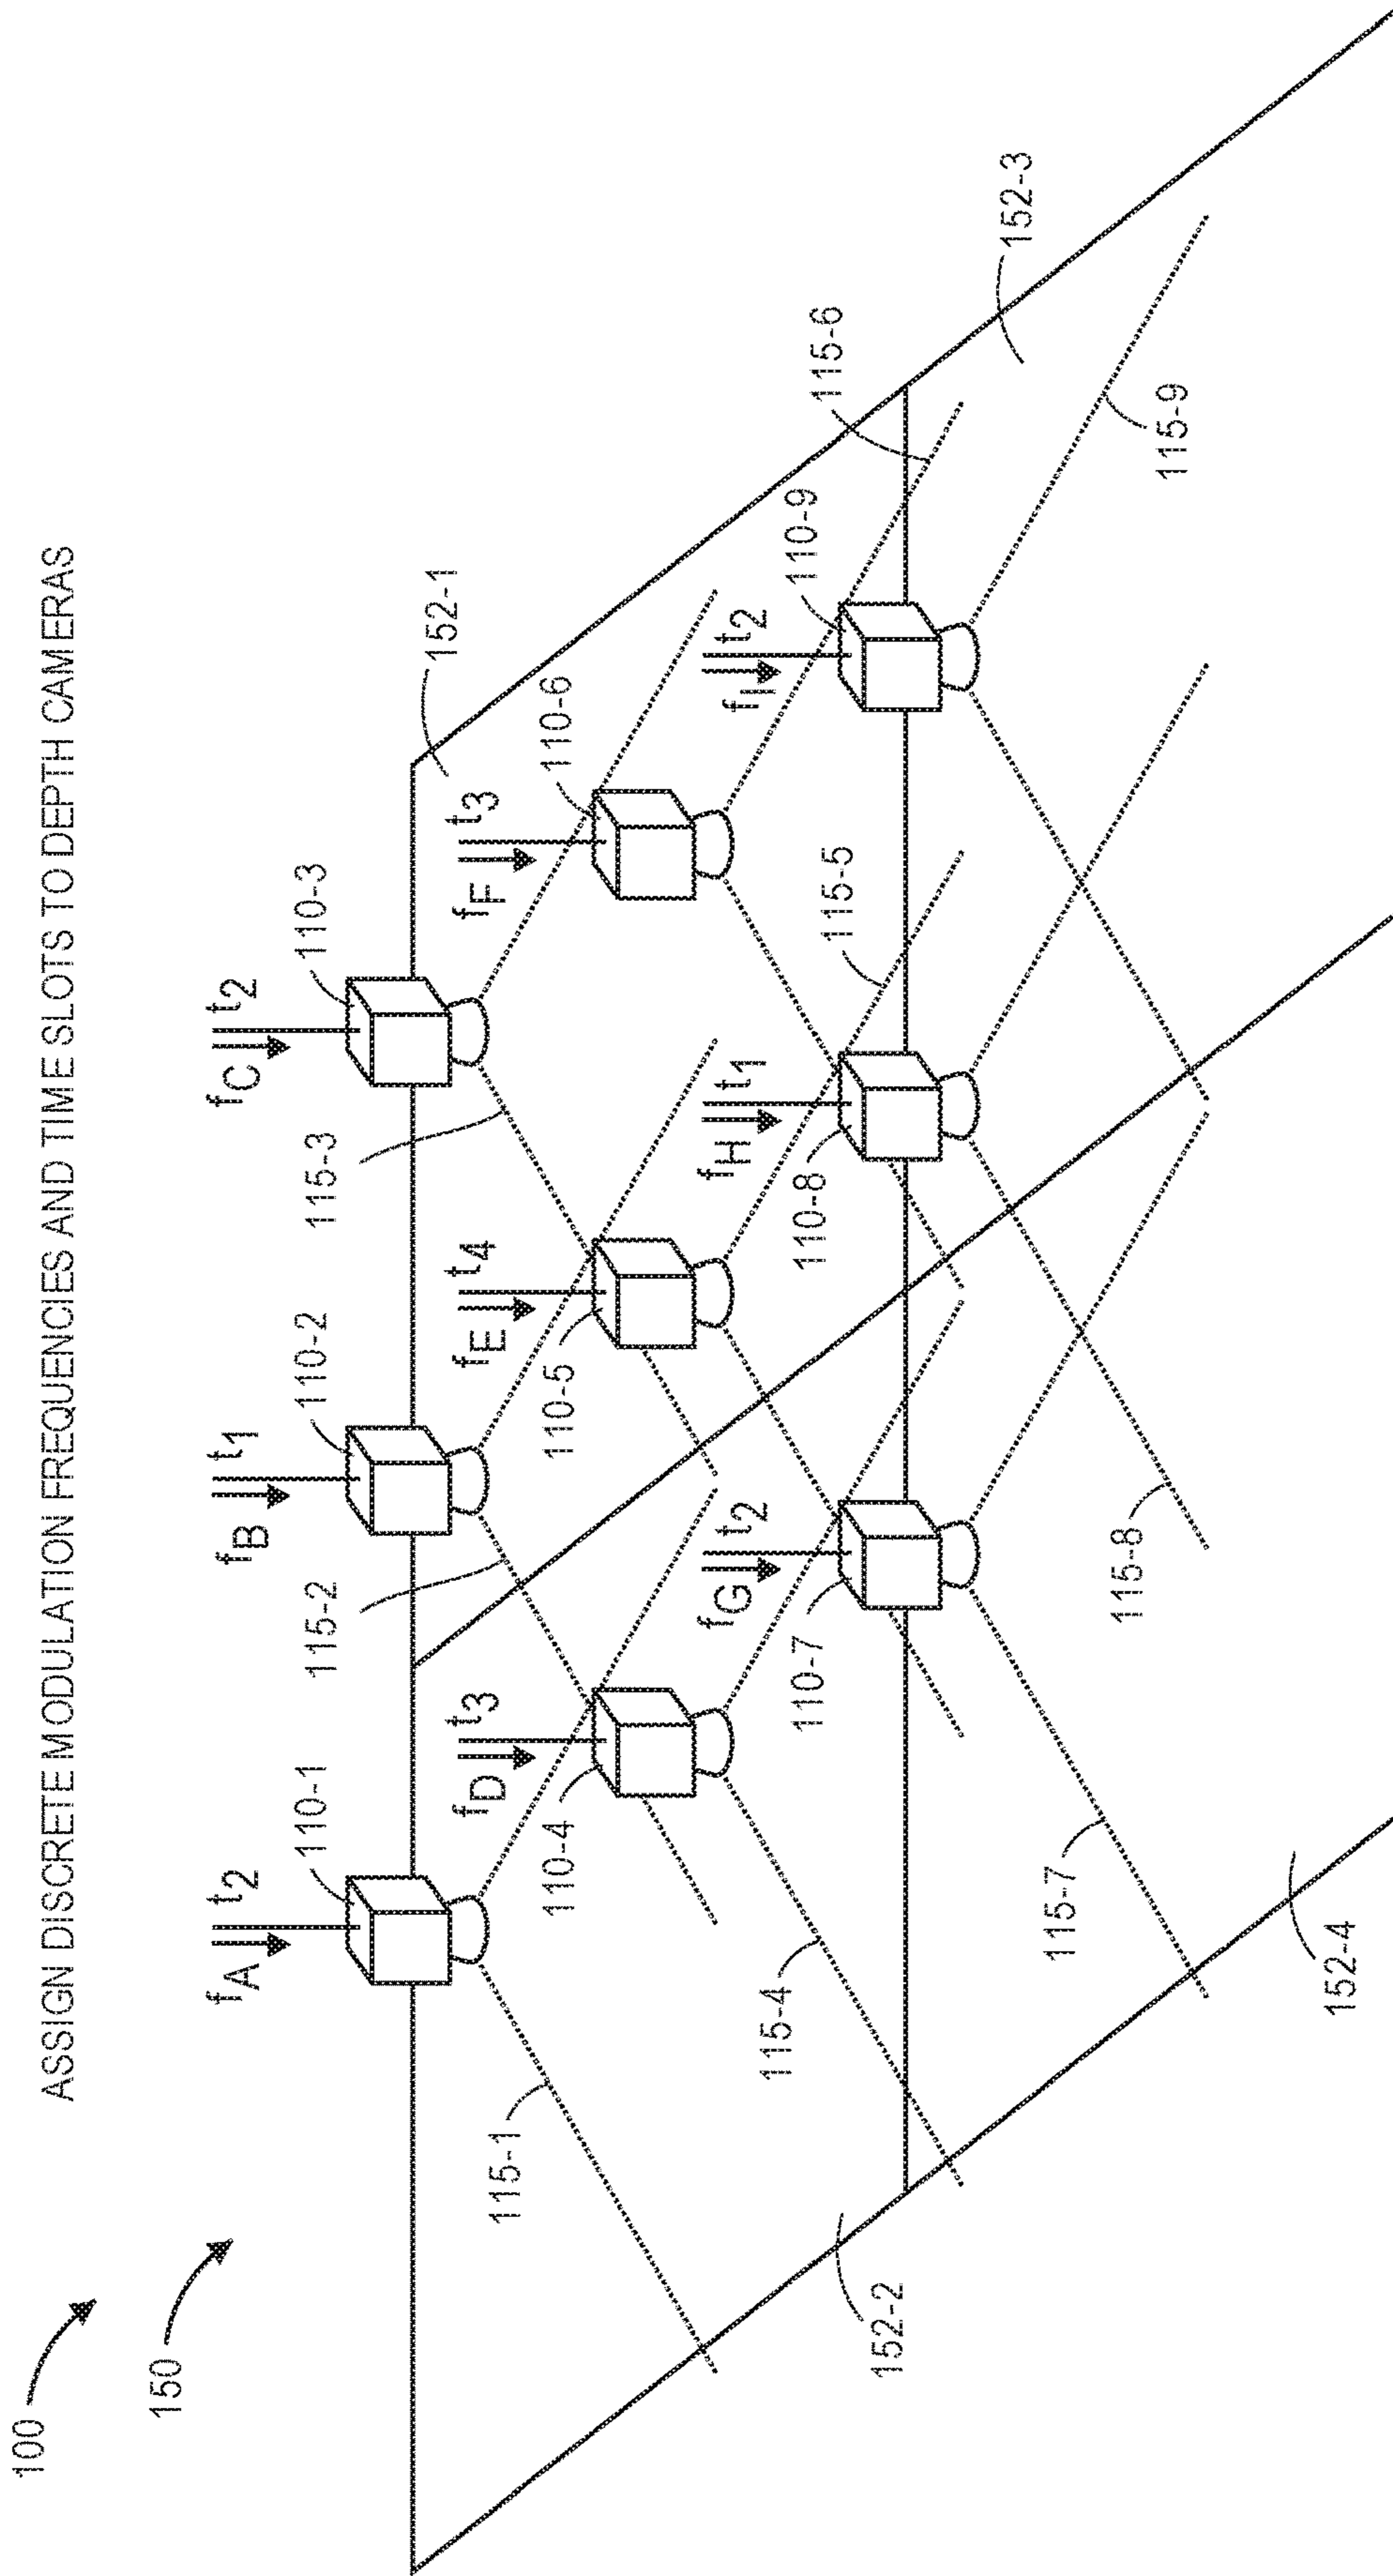 ASSIGN DISCRETE MODULATION FREQUENCIES AND TIME SLOTS TO DEPTH CAMERAS
100
150
fA t2
fB t1
fC t2
110-1
110-2
110-3
115-1
115-2
115-3
152-1
fD t3
fE t4
fF t3
110-4
110-5
110-6
115-4
115-5
115-6
fG t2
fH t1
fI t2
110-7
110-8
110-9
152-2
152-3
115-7
115-8
115-9
152-4